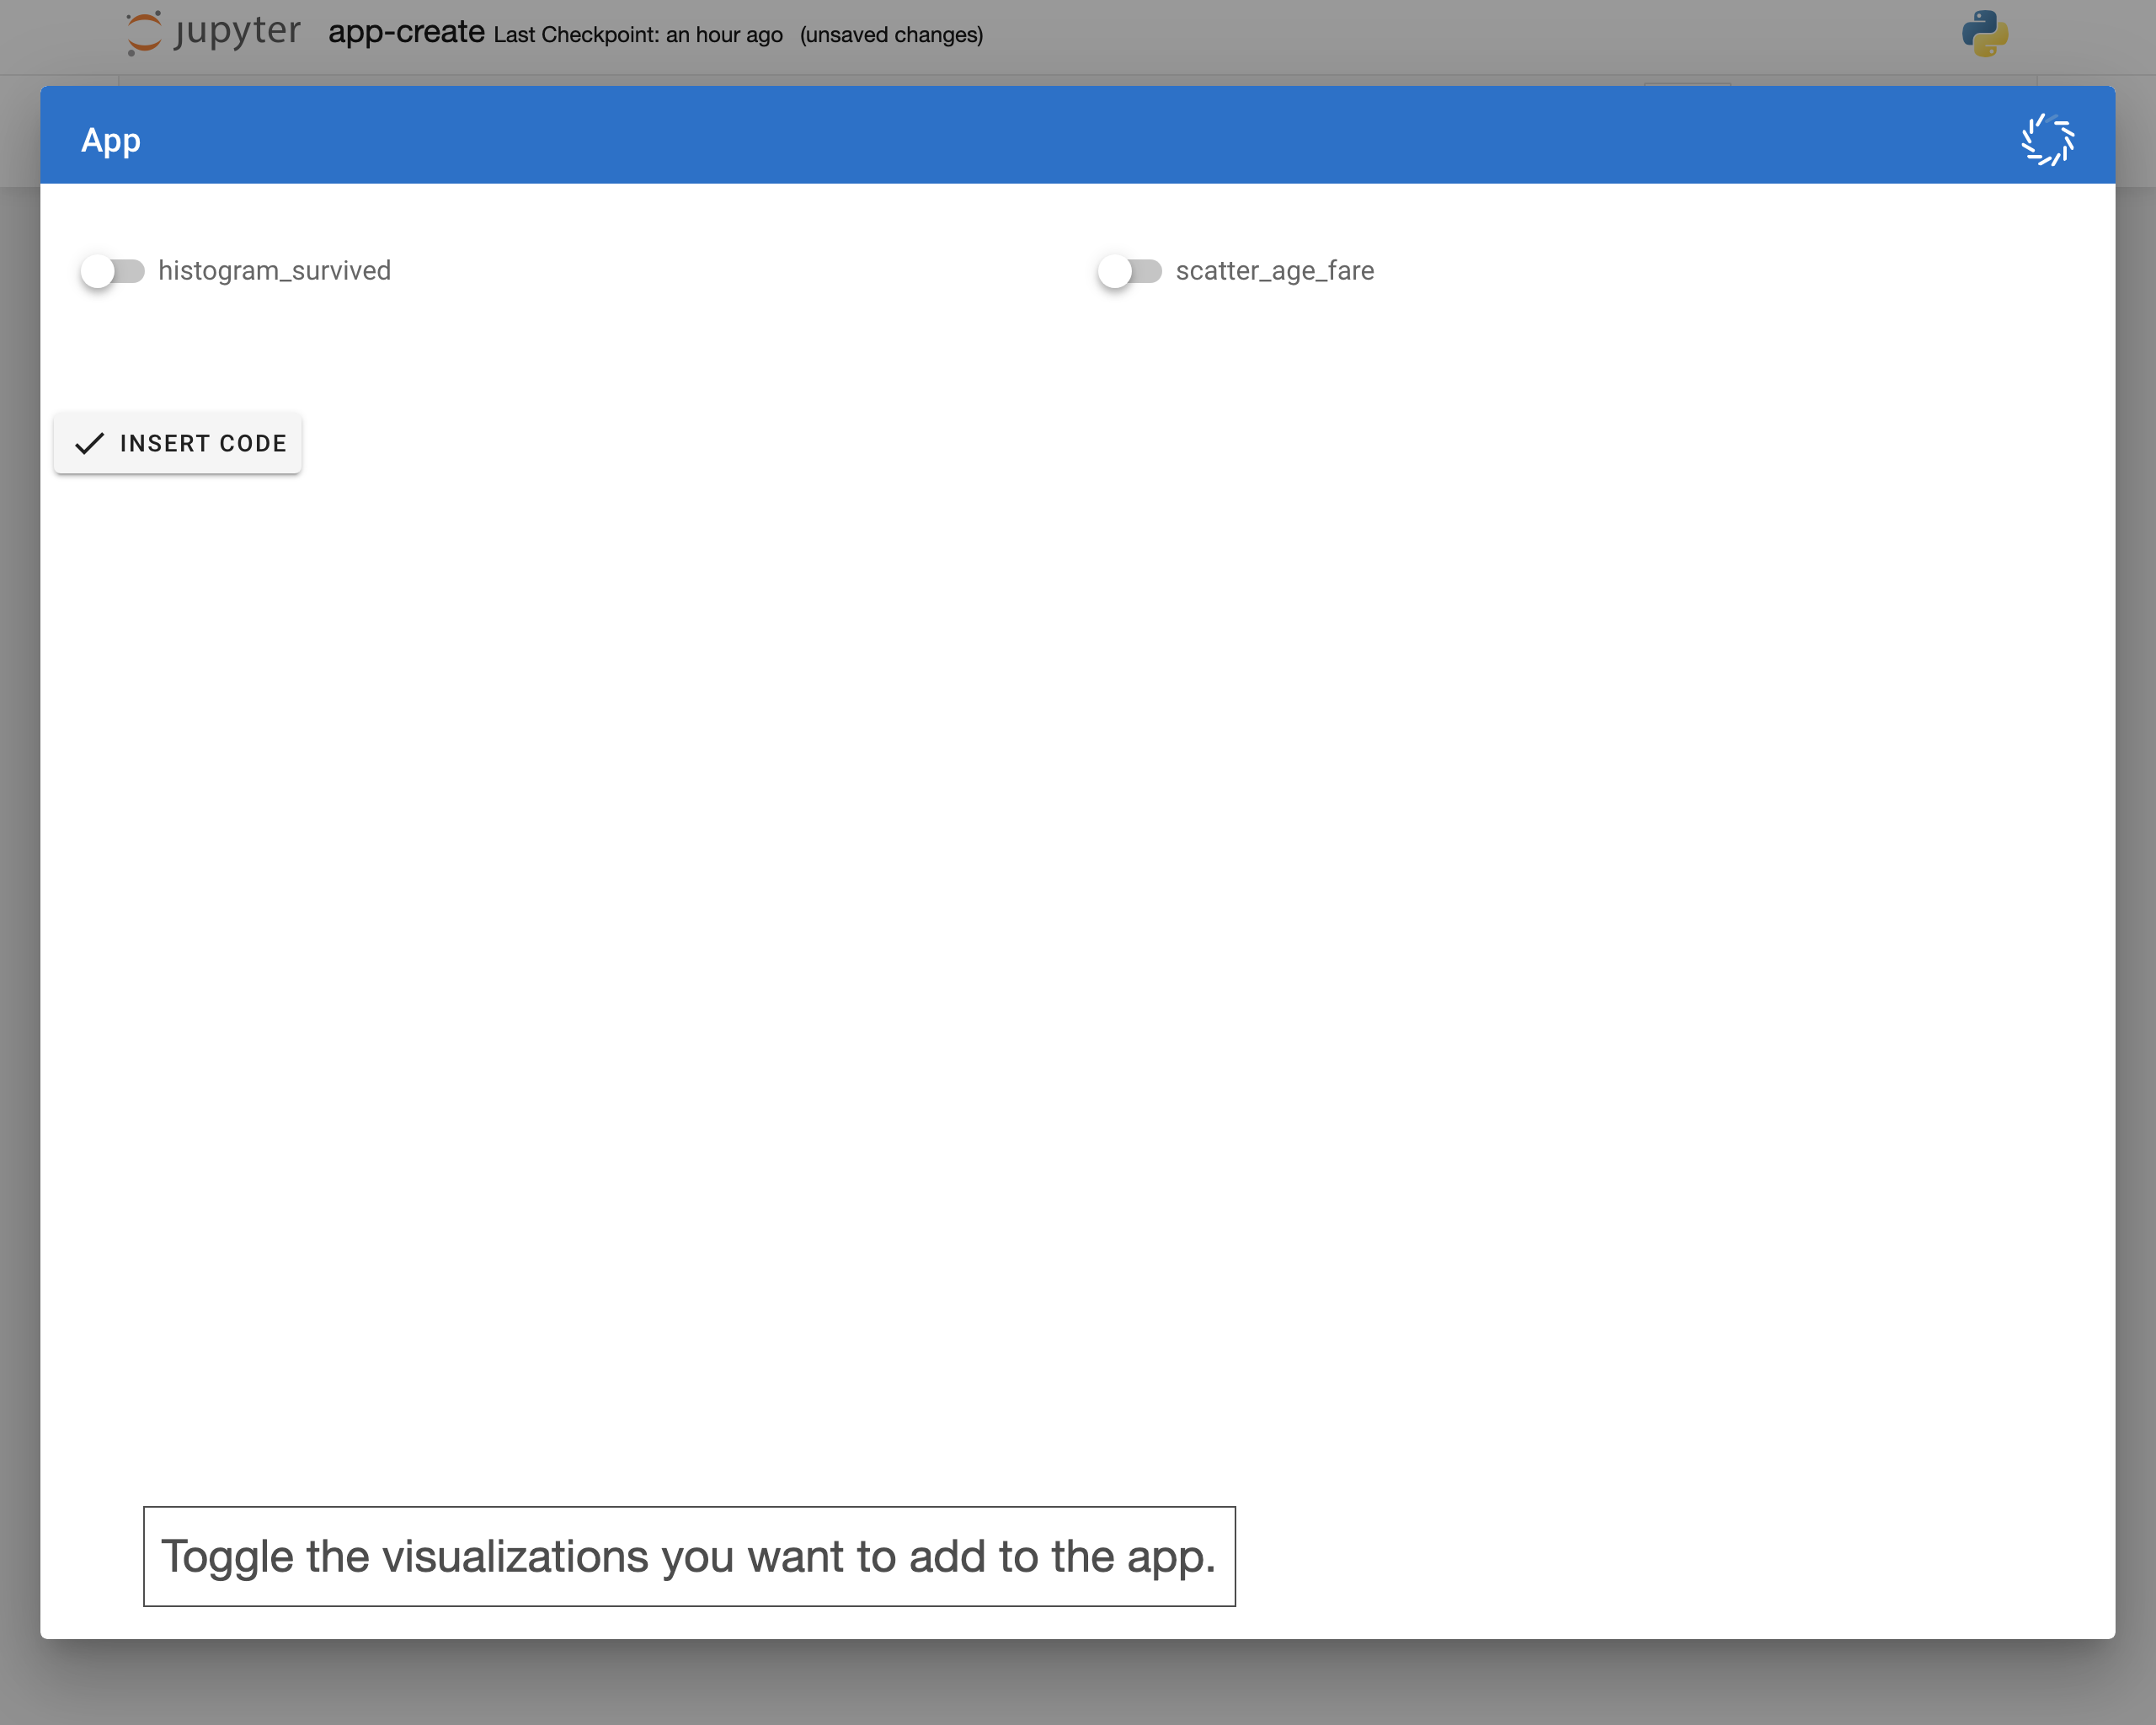 jupyter app-create Last Checkpoint: an hour ago (unsaved changes)
App
histogram_survived scatter_age_fare
INSERT CODE
Toggle the visualizations you want to add to the app.